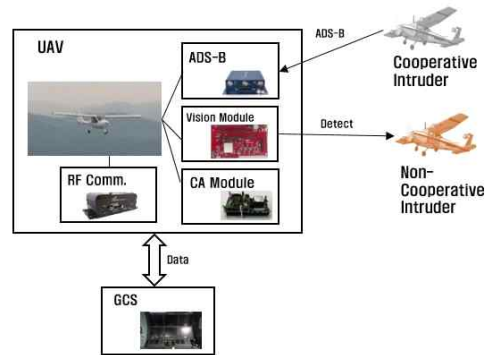 UAV
ADS-B
ADS-B
Cooperative
Intruder
Vision Module
Detect
Non-
Cooperative
Intruder
RF Comm.
CA Module
Data
GCS